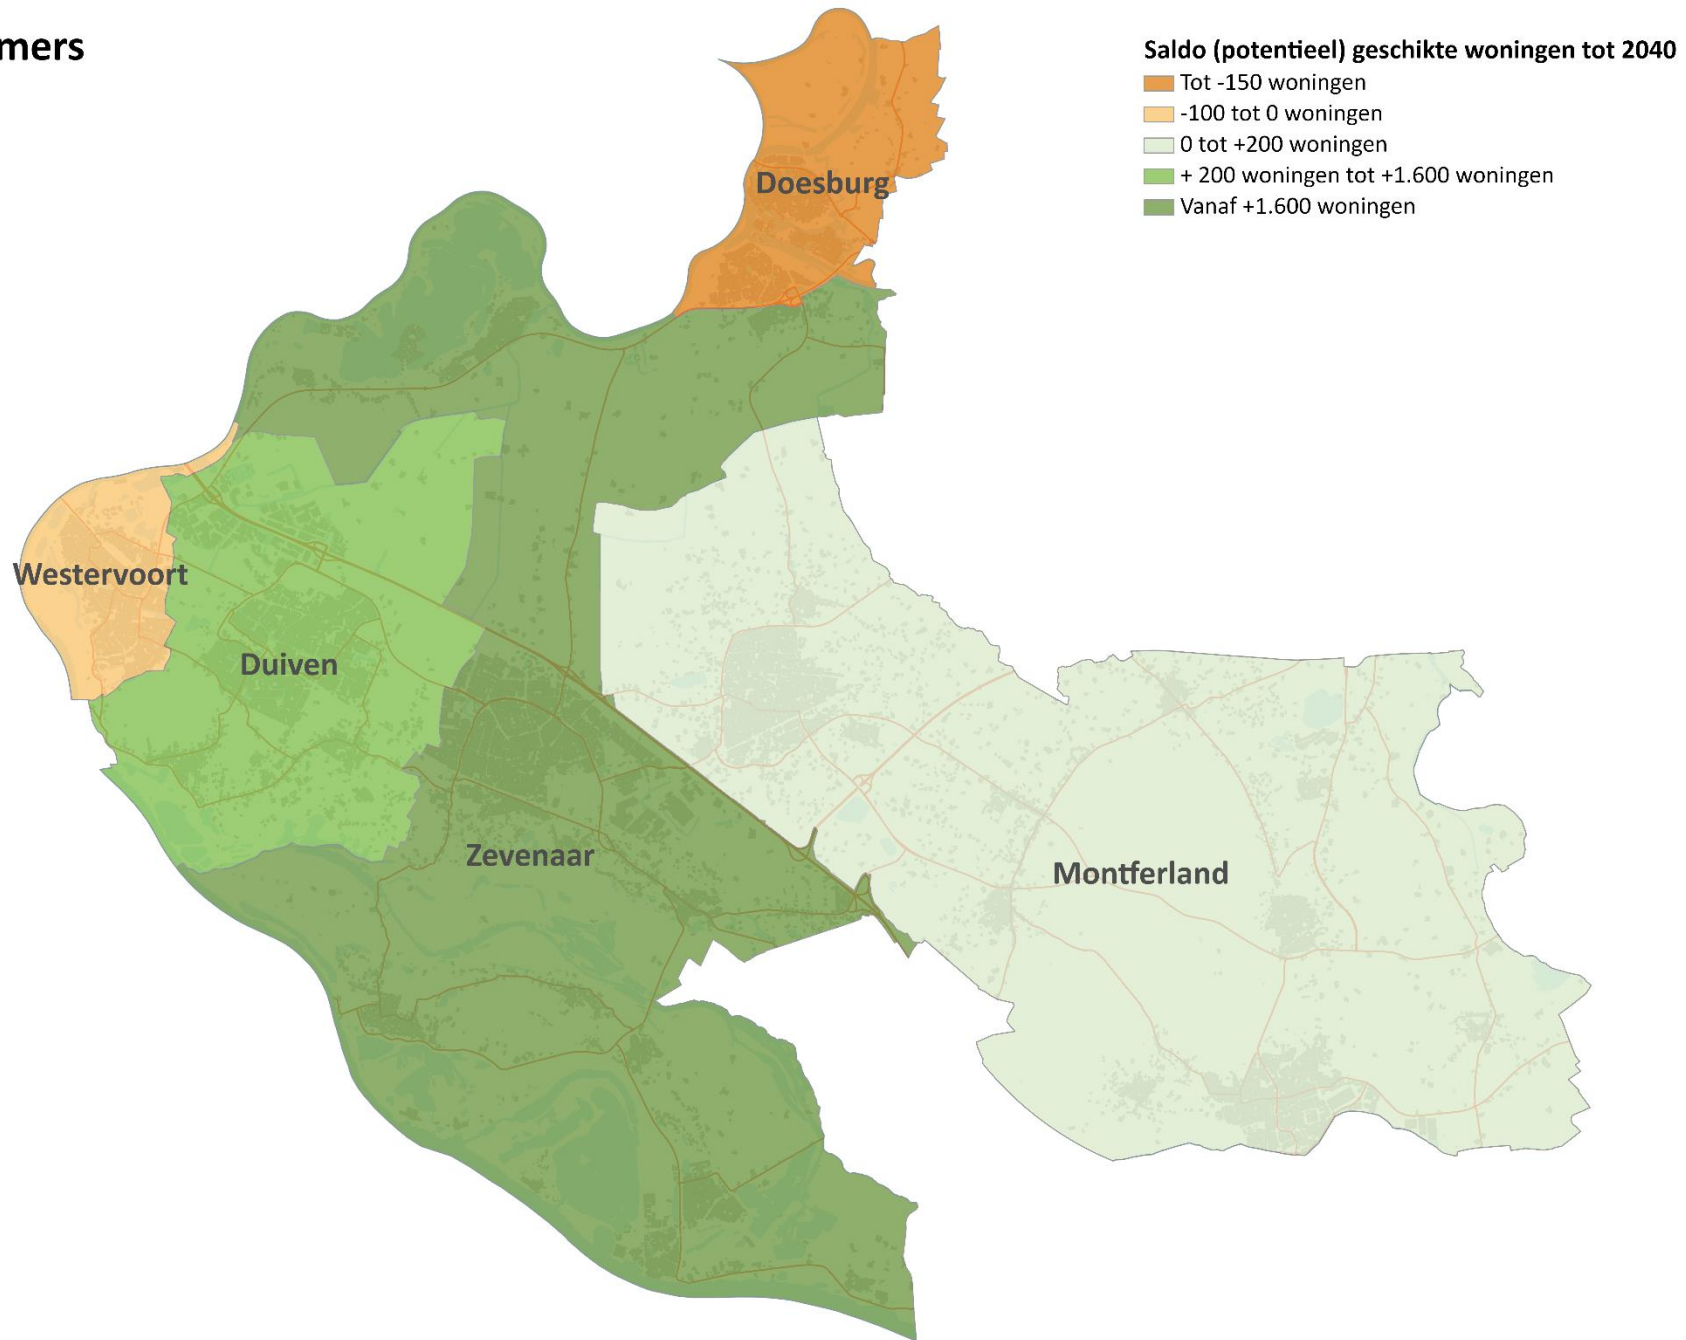 mers
Saldo (potentieel) geschikte woningen tot 2040
Tot -150 woningen
-100 tot 0 woningen
0 tot +200 woningen
+ 200 woningen tot +1.600 woningen
Vanaf +1.600 woningen
Doesburg
Westervoort
Duiven
Zevenaar
Montferland